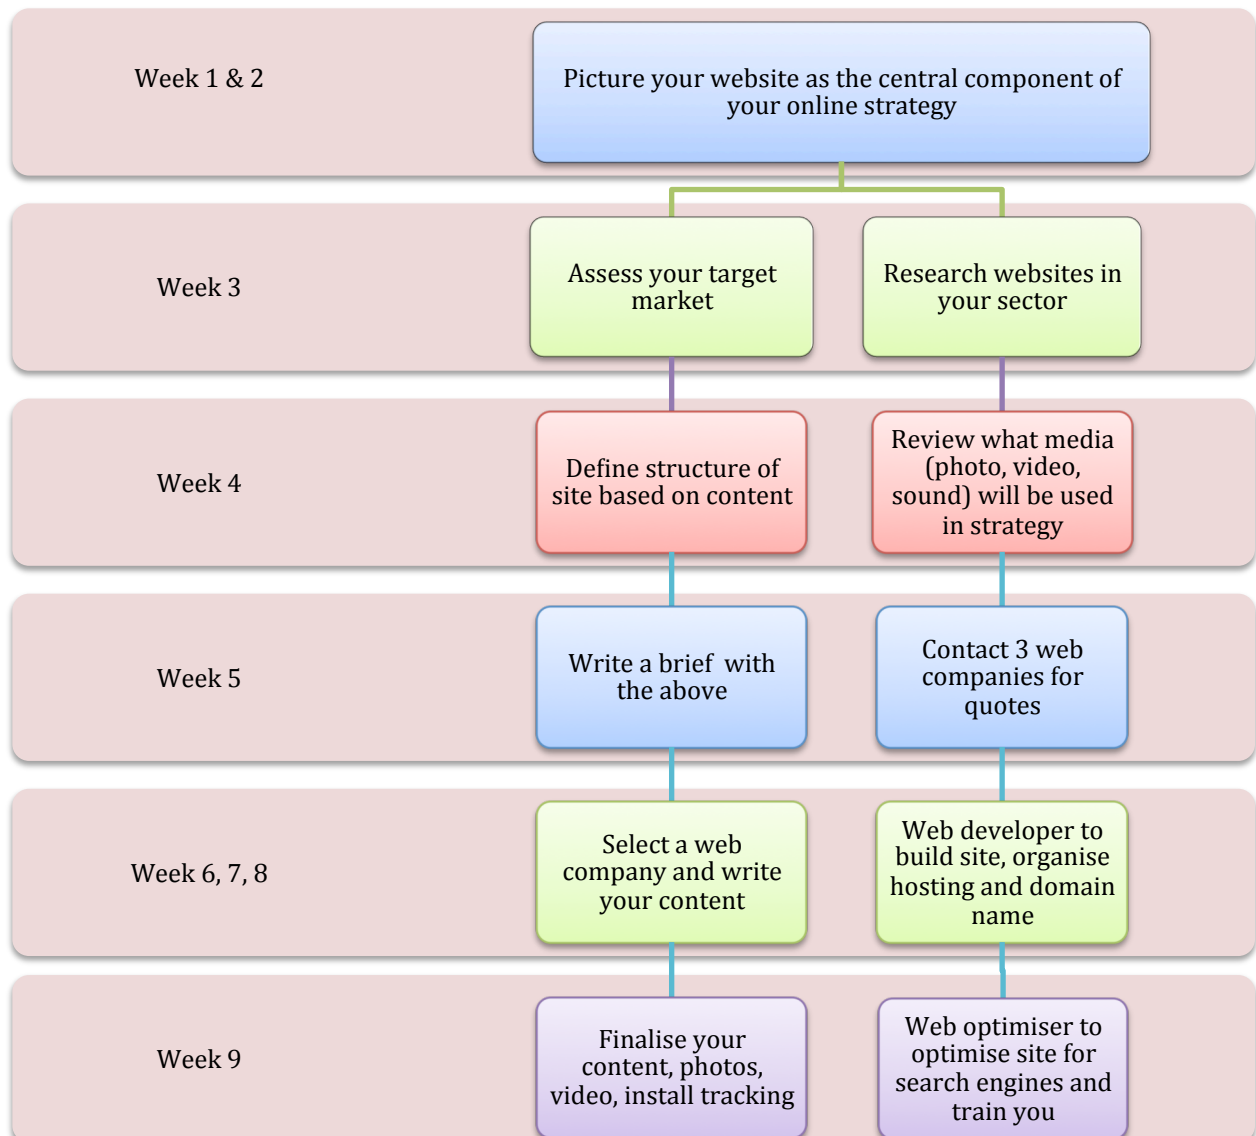 Week 1 & 2
Picture your website as the central component of
your online strategy
Week 3
Assess your target
market
Research websites in
your sector
Week 4
Define structure of
site based on content
Review what media
(photo, video,
sound) will be used
in strategy
Week 5
Write a brief  with
the above
Contact 3 web
companies for
quotes
Week 6, 7, 8
Select a web
company and write
your content
Web developer to
build site, organise
hosting and domain
name
Week 9
Finalise your
content, photos,
video, install tracking
Web optimiser to
optimise site for
search engines and
train you